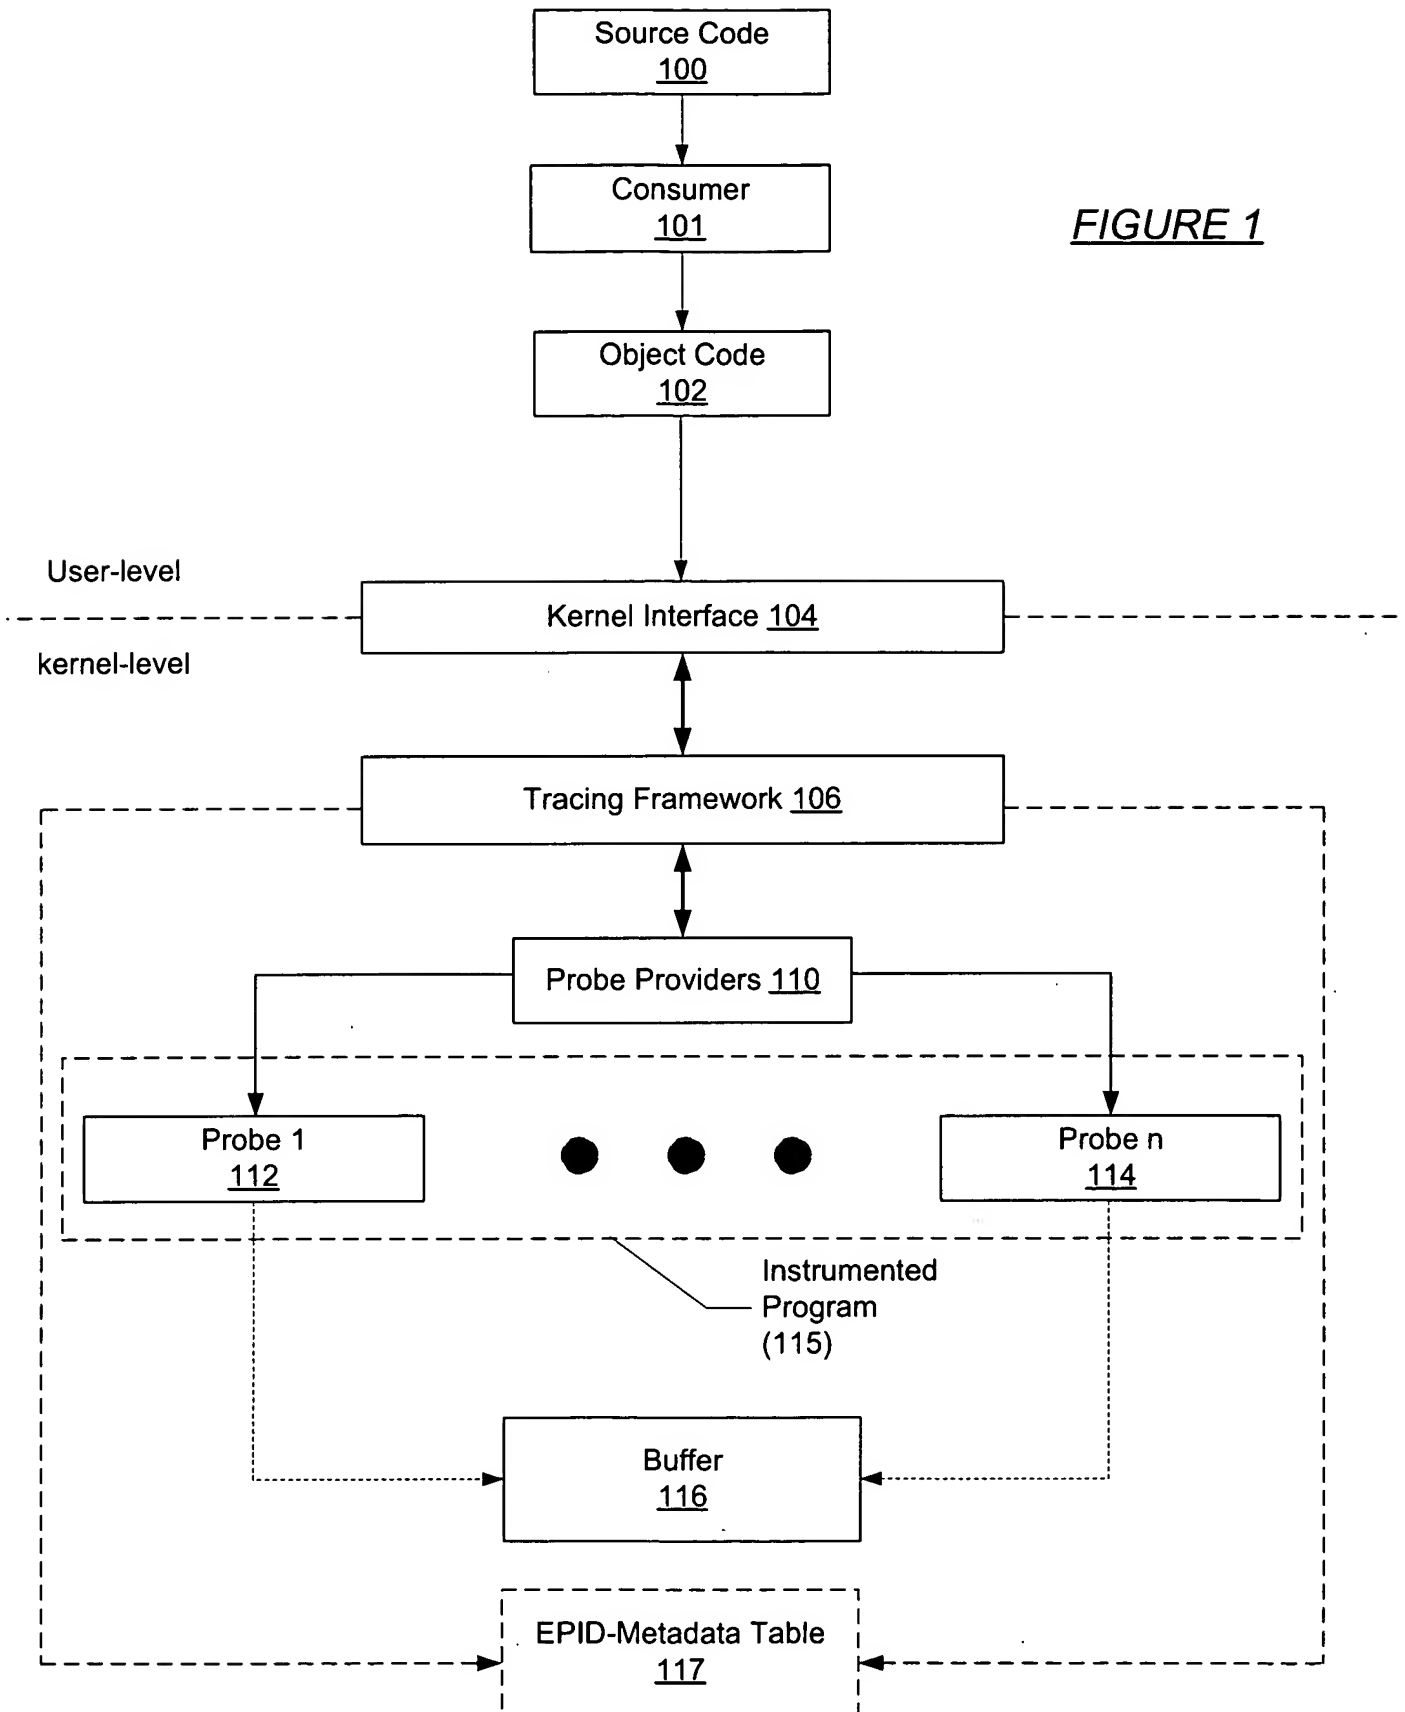 Source Code
100
Consumer
101
FIGURE 1
Object Code
102
User-level
Kernel Interface 104
kernel-level
Tracing Framework 106
Probe Providers 110
Probe 1
112
Probe n
114
Instrumented
Program
(115)
Buffer
116
EPID-Metadata Table
117